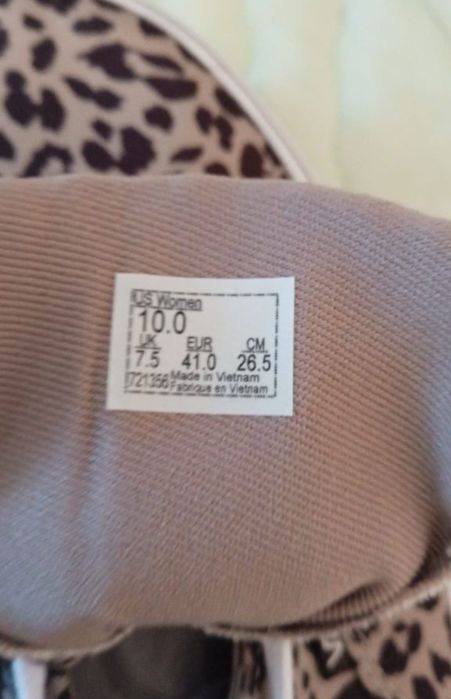 US Women
10.0
UK EUR CM
7.5 41.0 26.5
721356 Made in Vietnam
Fabrique en Vietnam